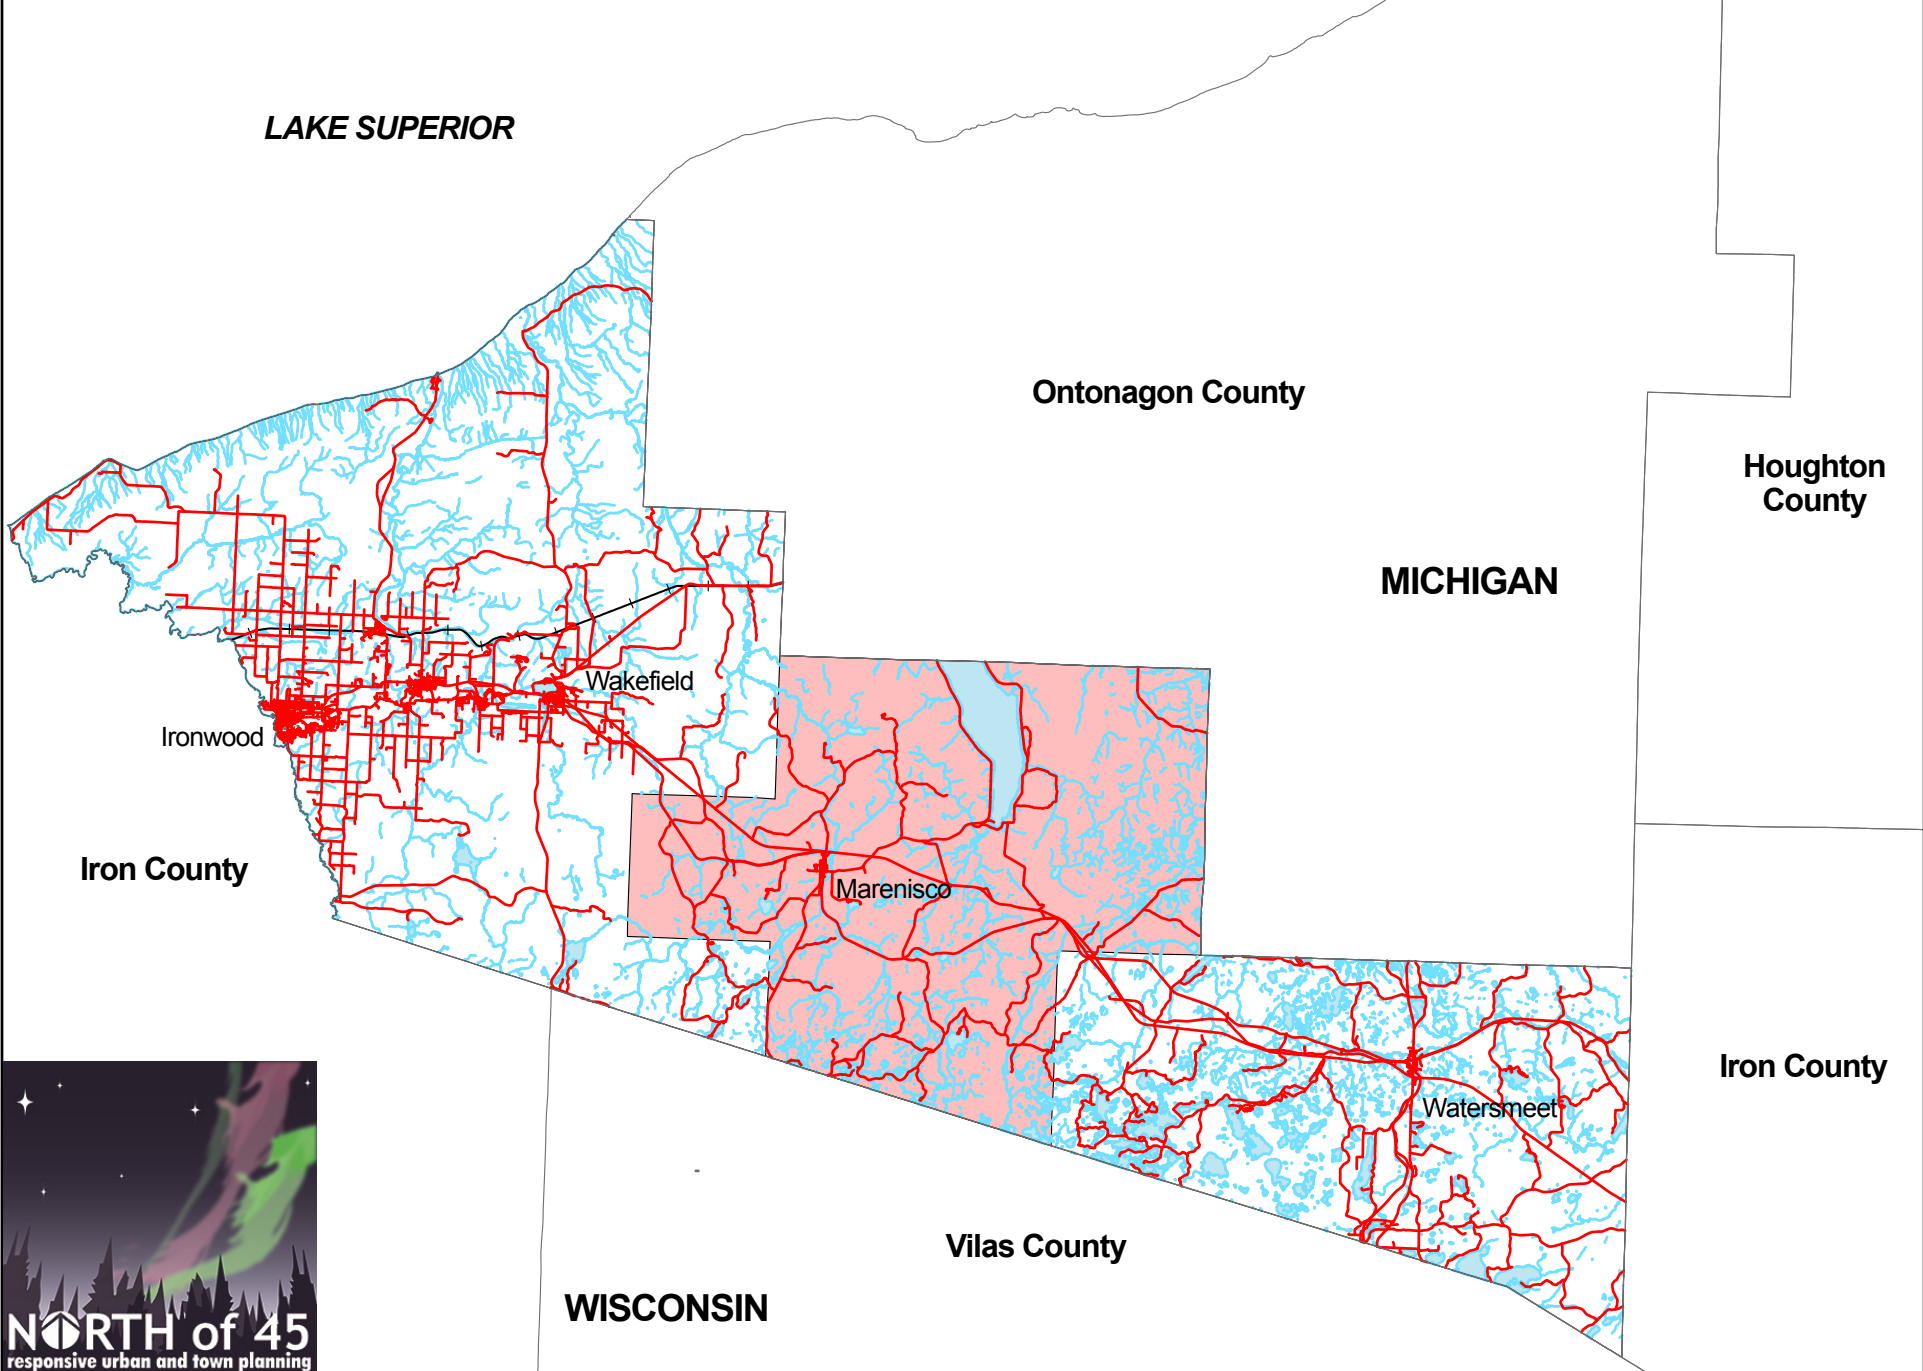 LAKE SUPERIOR
Ontonagon County
Houghton
County
MICHIGAN
Wakefield
Ironwood
Iron County
Marenisco
Iron County
Watersmeet
Vilas County
WISCONSIN
NORTH of 45
responsive urban and town planning